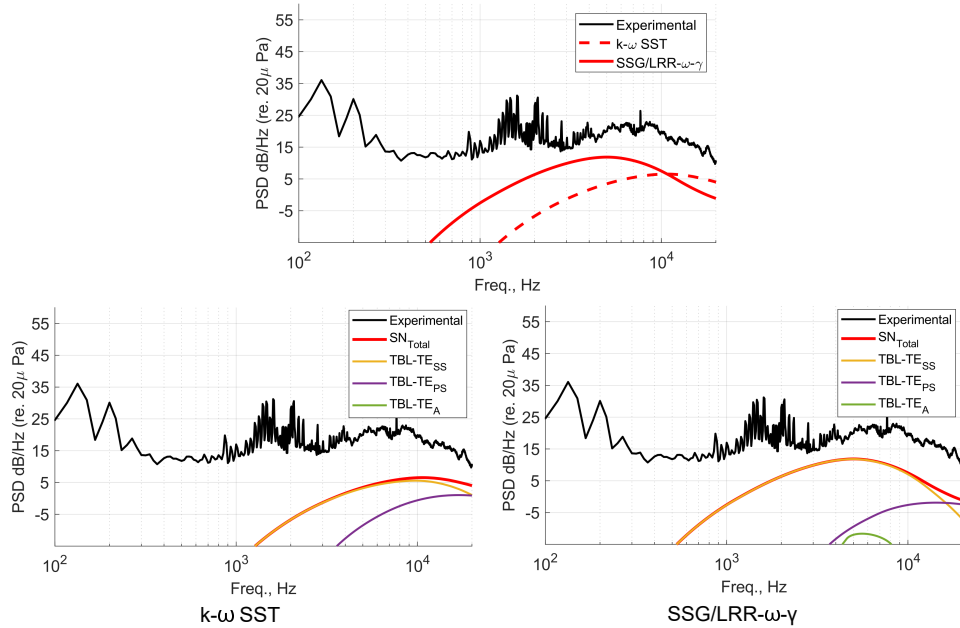 55
45
35
25
15
5
-5
PSD dB/Hz (re. 20μ Pa)
Experimental
k-ω SST
SSG/LRR-ω-γ
10²
10³
10⁴
Freq., Hz
55
45
35
25
15
5
-5
PSD dB/Hz (re. 20μ Pa)
Experimental
SN_Total
TBL-TE_SS
TBL-TE_PS
TBL-TE_A
10²
10³
10⁴
Freq., Hz
k-ω SST
55
45
35
25
15
5
-5
PSD dB/Hz (re. 20μ Pa)
Experimental
SN_Total
TBL-TE_SS
TBL-TE_PS
TBL-TE_A
10²
10³
10⁴
Freq., Hz
SSG/LRR-ω-γ